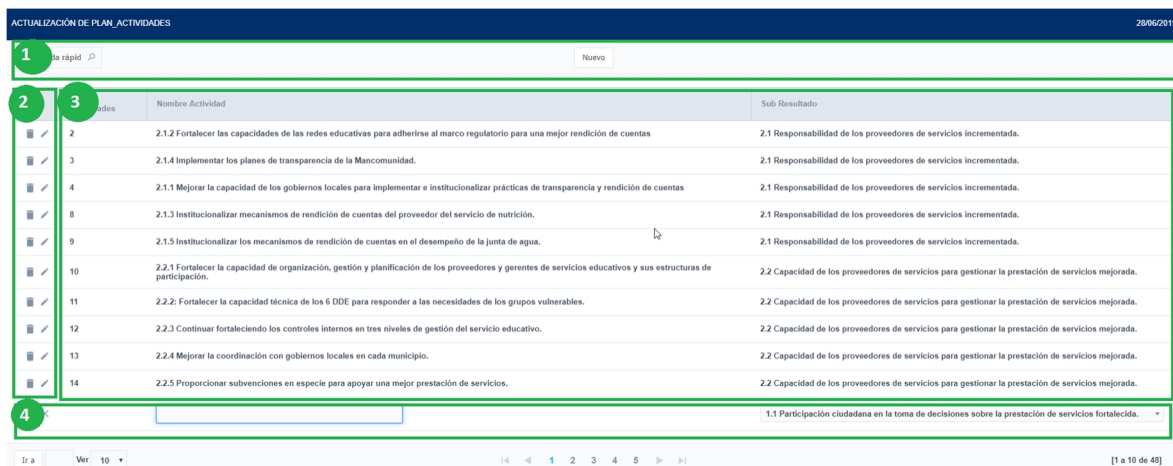 ACTUALIZACIÓN DE PLAN_ACTIVIDADES 28/06/201
1 da rápid Nuevo
2 3 ades Nombre Actividad Sub Resultado
2 2.1.2 Fortalecer las capacidades de las redes educativas para adherirse al marco regulatorio para una mejor rendición de cuentas 2.1 Responsabilidad de los proveedores de servicios incrementada.
3 2.1.4 Implementar los planes de transparencia de la Mancomunidad. 2.1 Responsabilidad de los proveedores de servicios incrementada.
4 2.1.1 Mejorar la capacidad de los gobiernos locales para implementar e institucionalizar prácticas de transparencia y rendición de cuentas 2.1 Responsabilidad de los proveedores de servicios incrementada.
8 2.1.3 Institucionalizar mecanismos de rendición de cuentas del proveedor del servicio de nutrición. 2.1 Responsabilidad de los proveedores de servicios incrementada.
9 2.1.5 Institucionalizar los mecanismos de rendición de cuentas en el desempeño de la junta de agua. 2.1 Responsabilidad de los proveedores de servicios incrementada.
10 2.2.1 Fortalecer la capacidad de organización, gestión y planificación de los proveedores y gerentes de servicios educativos y sus estructuras de
participación. 2.2 Capacidad de los proveedores de servicios para gestionar la prestación de servicios mejorada.
11 2.2.2: Fortalecer la capacidad técnica de los 6 DDE para responder a las necesidades de los grupos vulnerables. 2.2 Capacidad de los proveedores de servicios para gestionar la prestación de servicios mejorada.
12 2.2.3 Continuar fortaleciendo los controles internos en tres niveles de gestión del servicio educativo. 2.2 Capacidad de los proveedores de servicios para gestionar la prestación de servicios mejorada.
13 2.2.4 Mejorar la coordinación con gobiernos locales en cada municipio. 2.2 Capacidad de los proveedores de servicios para gestionar la prestación de servicios mejorada.
14 2.2.5 Proporcionar subvenciones en especie para apoyar una mejor prestación de servicios. 2.2 Capacidad de los proveedores de servicios para gestionar la prestación de servicios mejorada.
4 1.1 Participación ciudadana en la toma de decisiones sobre la prestación de servicios fortalecida.
Ir a Ver 10 1 2 3 4 5 [1 a 10 de 48]